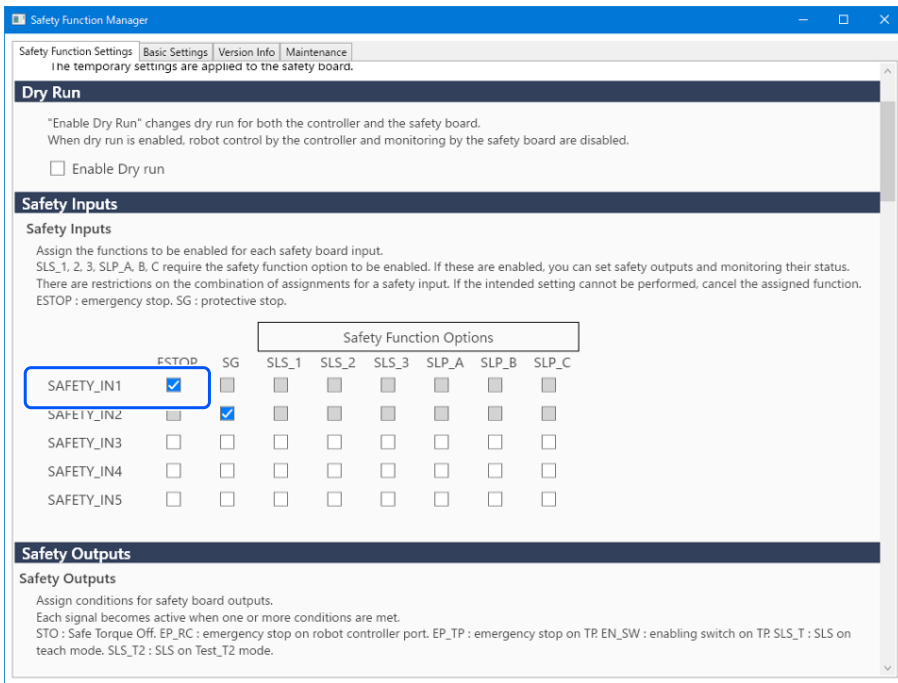 Safety Function Manager
Safety Function Settings Basic Settings Version Info Maintenance
The temporary settings are applied to the safety board.
Dry Run
"Enable Dry Run" changes dry run for both the controller and the safety board.
When dry run is enabled, robot control by the controller and monitoring by the safety board are disabled.
Enable Dry run
Safety Inputs
Safety Inputs
Assign the functions to be enabled for each safety board input.
SLS_1, 2, 3, SLP_A, B, C require the safety function option to be enabled. If these are enabled, you can set safety outputs and monitoring their status.
There are restrictions on the combination of assignments for a safety input. If the intended setting cannot be performed, cancel the assigned function.
ESTOP : emergency stop. SG : protective stop.
Safety Function Options
ESTOP SG SLS_1 SLS_2 SLS_3 SLP_A SLP_B SLP_C
SAFETY_IN1
SAFETY_IN2
SAFETY_IN3
SAFETY_IN4
SAFETY_IN5
Safety Outputs
Safety Outputs
Assign conditions for safety board outputs.
Each signal becomes active when one or more conditions are met.
STO : Safe Torque Off. EP_RC : emergency stop on robot controller port. EP_TP : emergency stop on TP. EN_SW : enabling switch on TP. SLS_T : SLS on
teach mode. SLS_T2 : SLS on Test_T2 mode.